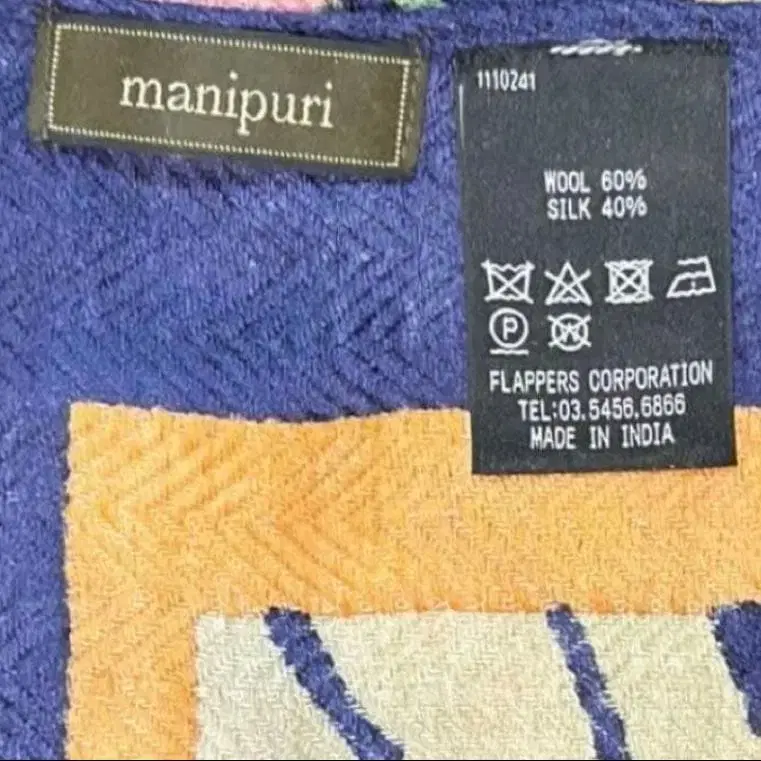 manipuri
1110241
WOOL 60%
SILK 40%
P
W
FLAPPERS CORPORATION
TEL:03.5456.6866
MADE IN INDIA